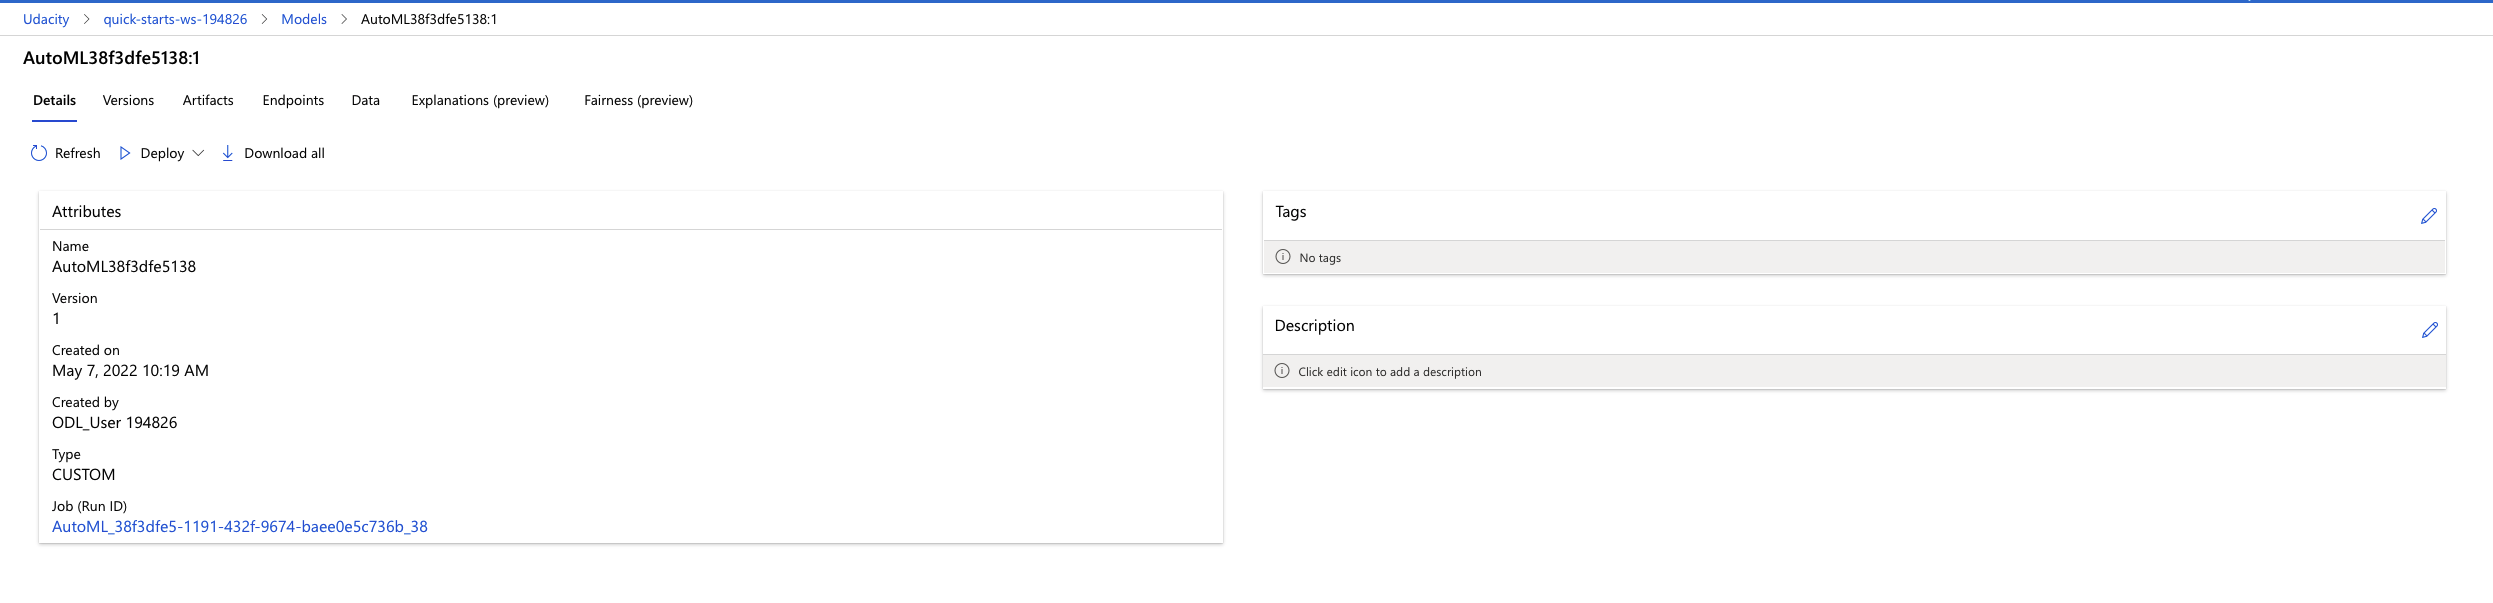 Udacity > quick-starts-ws-194826 > Models > AutoML38f3dfe5138:1
AutoML38f3dfe5138:1
Details Versions Artifacts Endpoints Data Explanations (preview) Fairness (preview)
Refresh Deploy Download all
Attributes
Name
AutoML38f3dfe5138
Version
1
Created on
May 7, 2022 10:19 AM
Created by
ODL_User 194826
Type
CUSTOM
Job (Run ID)
AutoML_38f3dfe5-1191-432f-9674-baee0e5c736b_38
Tags
No tags
Description
Click edit icon to add a description